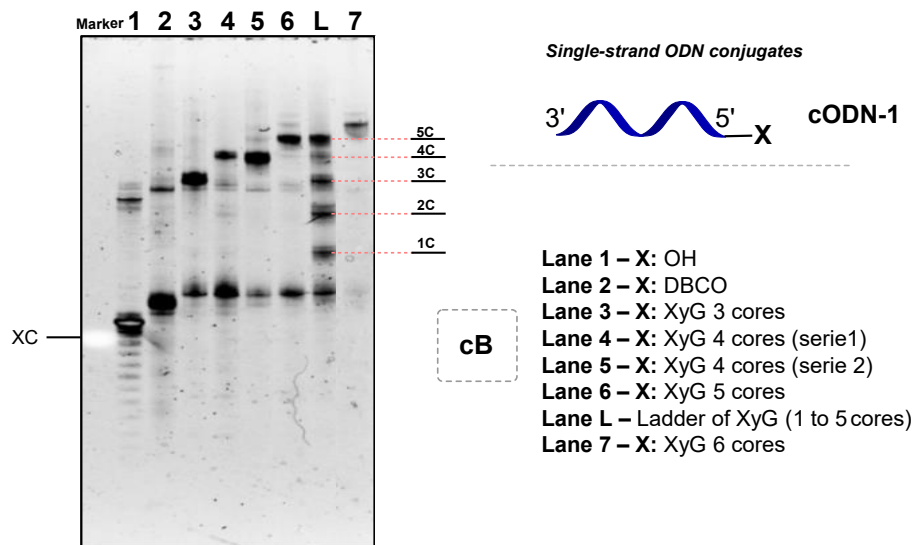 Marker 1 2 3 4 5 6 L 7
5C
4C
3C
2C
1C
XC
Single-strand ODN conjugates
3' 5' X cODN-1
cB
Lane 1 – X: OH
Lane 2 – X: DBCO
Lane 3 – X: XyG 3 cores
Lane 4 – X: XyG 4 cores (serie1)
Lane 5 – X: XyG 4 cores (serie 2)
Lane 6 – X: XyG 5 cores
Lane L – Ladder of XyG (1 to 5 cores)
Lane 7 – X: XyG 6 cores